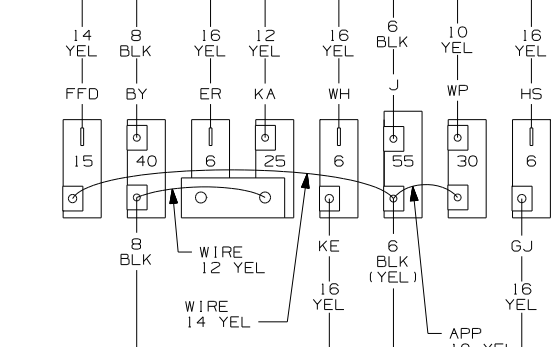 14 YEL
8 BLK
16 YEL
12 YEL
16 YEL
6 BLK
10 YEL
16 YEL
FFD
BY
ER
KA
WH
J
WP
HS
15
40
6
25
6
55
30
6
8 BLK
WIRE
12 YEL
WIRE
14 YEL
KE
16 YEL
6 BLK
(YEL)
GJ
16 YEL
APP
YEL